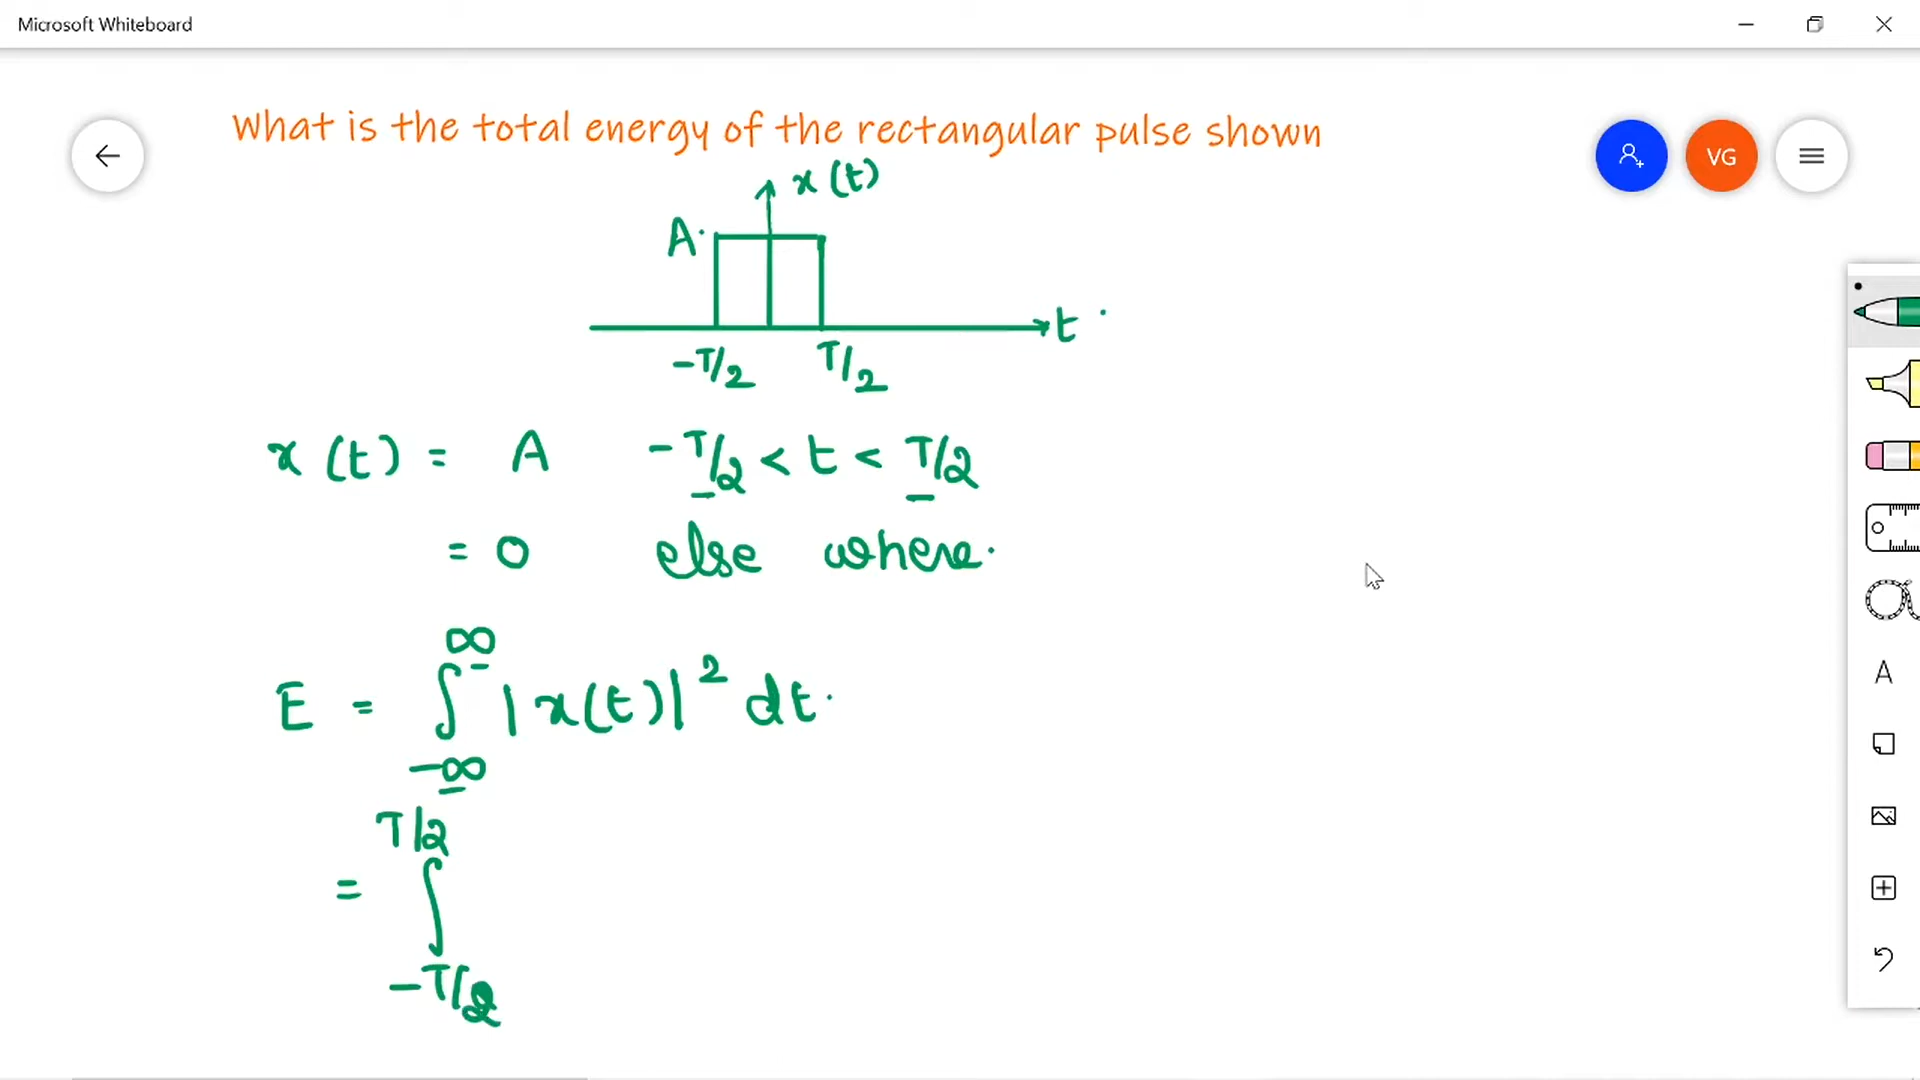 Microsoft Whiteboard
What is the total energy of the rectangular pulse shown
VG
x (t)
A
t
-T/2
T/2
x (t) = A -T/2 < t < T/2
= 0 else where.
E = ∫ |x(t)|² dt.
∞
-∞
T/2
= ∫
-T/2
A